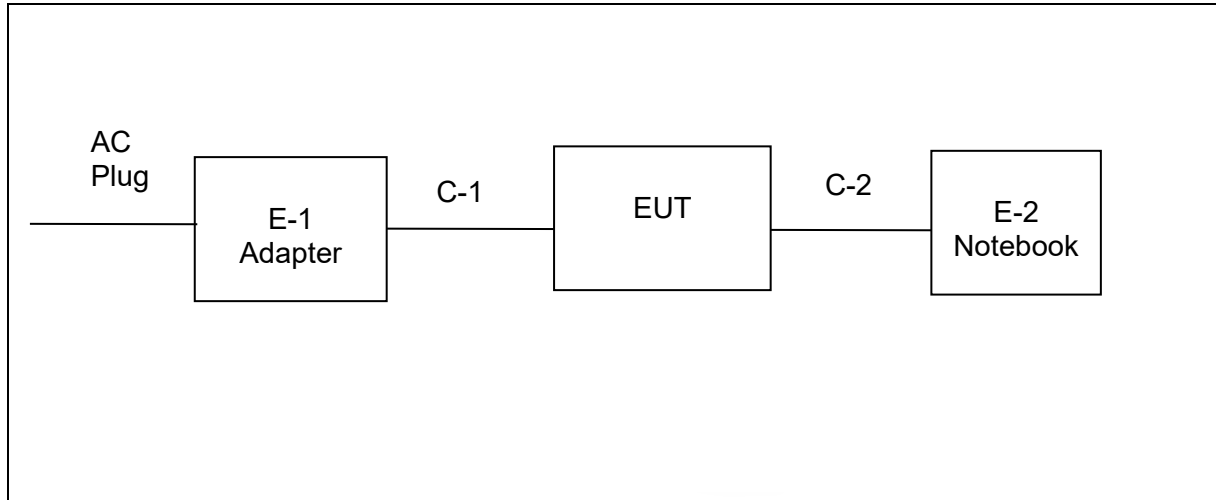 AC
Plug
E-1
Adapter
C-1
EUT
C-2
E-2
Notebook